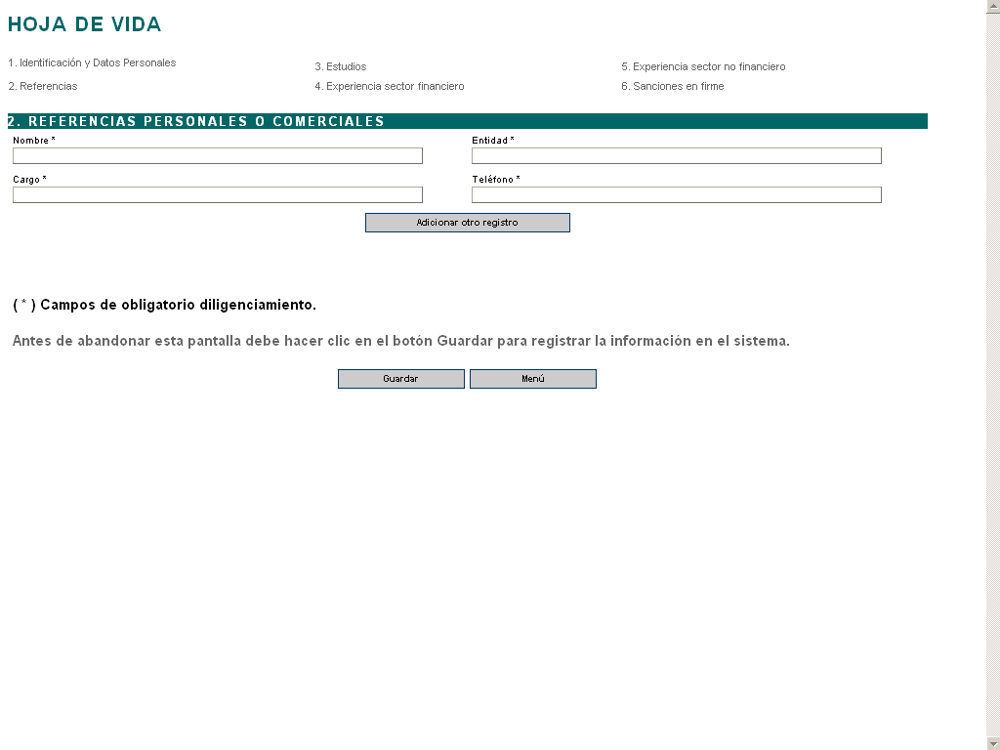 HOJA DE VIDA
1. Identificación y Datos Personales
3. Estudios
5. Experiencia sector no financiero
2. Referencias
4. Experiencia sector financiero
6. Sanciones en firme
2. REFERENCIAS PERSONALES O COMERCIALES
Nombre *
Entidad *
Cargo *
Teléfono *
Adicionar otro registro
( * ) Campos de obligatorio diligenciamiento.
Antes de abandonar esta pantalla debe hacer clic en el botón Guardar para registrar la información en el sistema.
Guardar
Menú